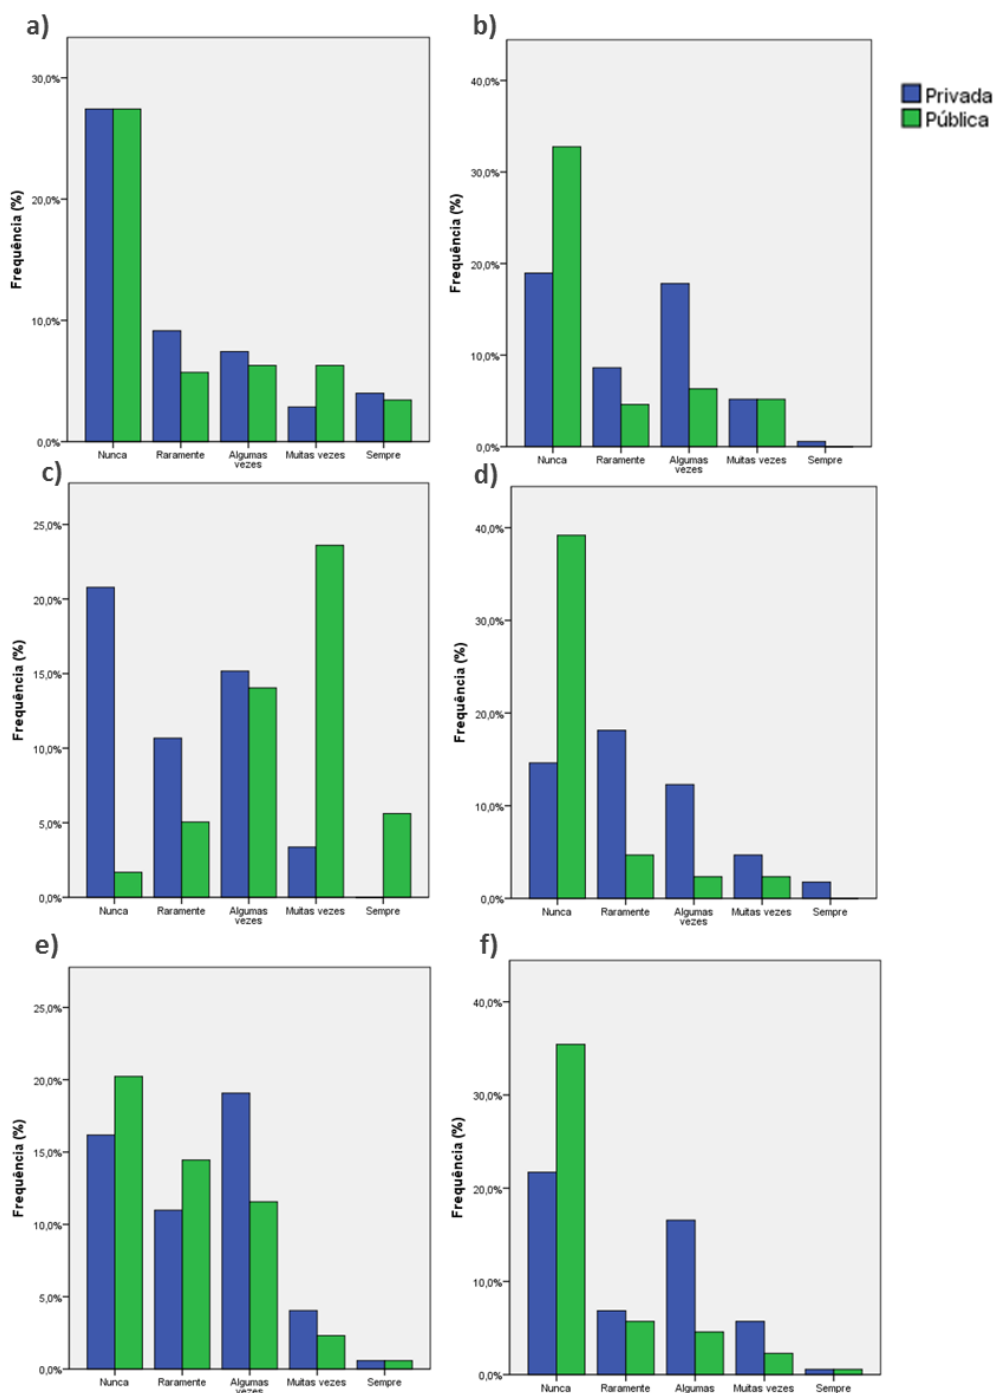 a)
Frequência (%)
30,0%
20,0%
10,0%
0,0%
Nunca
Raramente
Algumas
vezes
Muitas vezes
Sempre
b)
Frequência (%)
40,0%
30,0%
20,0%
10,0%
0,0%
Nunca
Raramente
Algumas
vezes
Muitas vezes
Sempre
Privada
Pública
c)
Frequência (%)
25,0%
20,0%
15,0%
10,0%
5,0%
0,0%
Nunca
Raramente
Algumas
vezes
Muitas vezes
Sempre
d)
Frequência (%)
40,0%
30,0%
20,0%
10,0%
0,0%
Nunca
Raramente
Algumas
vezes
Muitas vezes
Sempre
e)
Frequência (%)
25,0%
20,0%
15,0%
10,0%
5,0%
0,0%
Nunca
Raramente
Algumas
vezes
Muitas vezes
Sempre
f)
Frequência (%)
40,0%
30,0%
20,0%
10,0%
0,0%
Nunca
Raramente
Algumas
Muitas vezes
Sempre